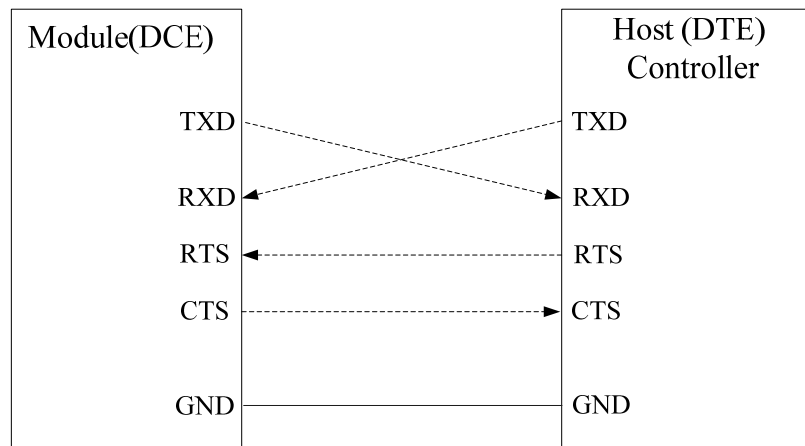 Module(DCE)
Host (DTE)
Controller
TXD
TXD
RXD
RXD
RTS
RTS
CTS
CTS
GND
GND